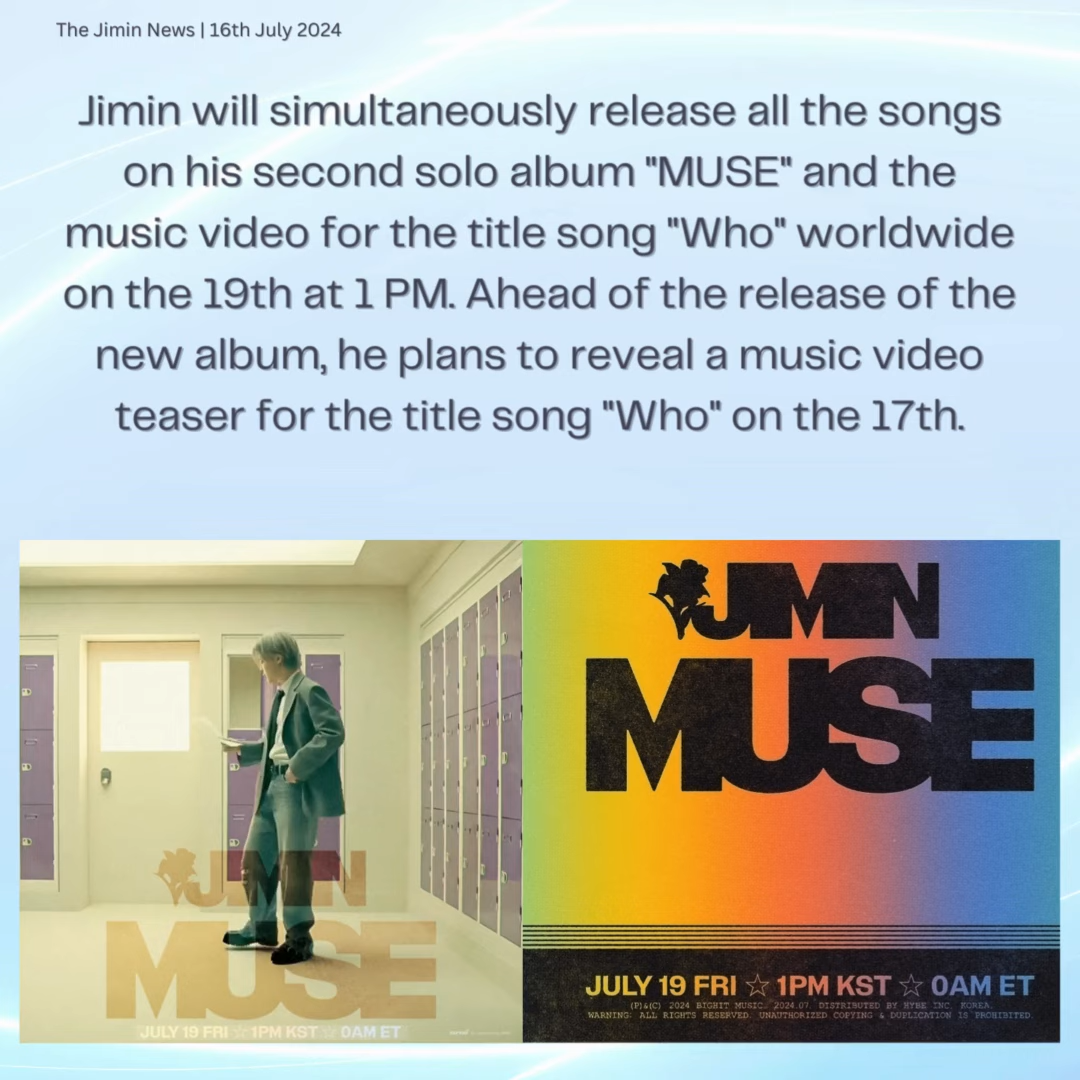 The Jimin News | 16th July 2024
Jimin will simultaneously release all the songs
on his second solo album "MUSE" and the
music video for the title song "Who" worldwide
on the 19th at 1 PM. Ahead of the release of the
new album, he plans to reveal a music video
teaser for the title song "Who" on the 17th.
JIMIN
MUSE
JULY 19 FRI ☆ 1PM KST ☆ 0AM ET
JIMIN
MUSE
JULY 19 FRI ☆ 1PM KST ☆ 0AM ET
(P)&(C) 2024 BIGHIT MUSIC. 2024.07. DISTRIBUTED BY HYBE INC. KOREA.
WARNING: ALL RIGHTS RESERVED. UNAUTHORIZED COPYING & DUPLICATION IS PROHIBITED.